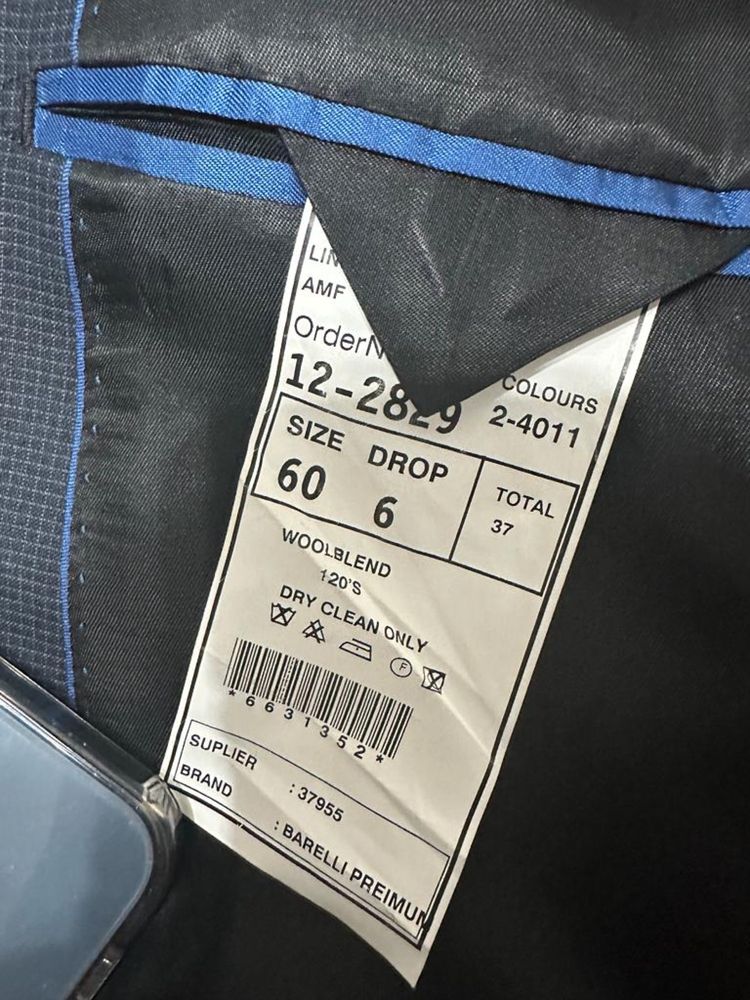 AMF
12-2829
COLOURS
2-4011
SIZE DROP
60 6
TOTAL
37
WOOLBLEND
120'S
DRY CLEAN ONLY
F
*6631352*
SUPLIER : 37955
BRAND : BARELLI PREIMUM